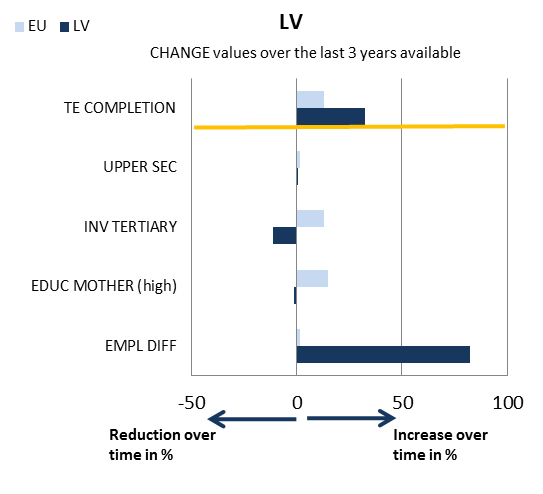 EU LV
LV
CHANGE values over the last 3 years available
TE COMPLETION
UPPER SEC
INV TERTIARY
EDUC MOTHER (high)
EMPL DIFF
-50 0 50 100
Reduction over
time in %
Increase over
time in %